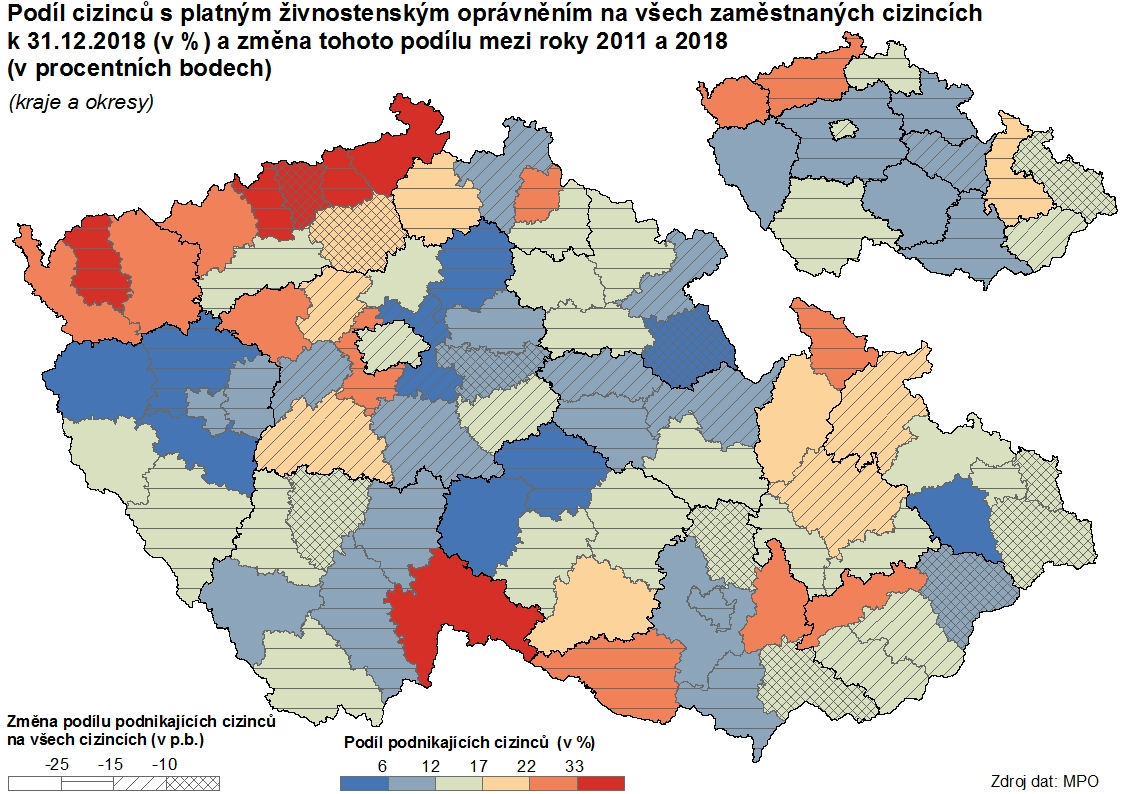 Podíl cizinců s platným živnostenským oprávněním na všech zaměstnaných cizincích
k 31.12.2018 (v %) a změna tohoto podílu mezi roky 2011 a 2018
(v procentních bodech)
(kraje a okresy)
Změna podílu podnikajících cizinců
na všech cizincích (v p.b.)
-25 -15 -10
Podíl podnikajících cizinců (v %)
6 12 17 22 33
Zdroj dat: MPO